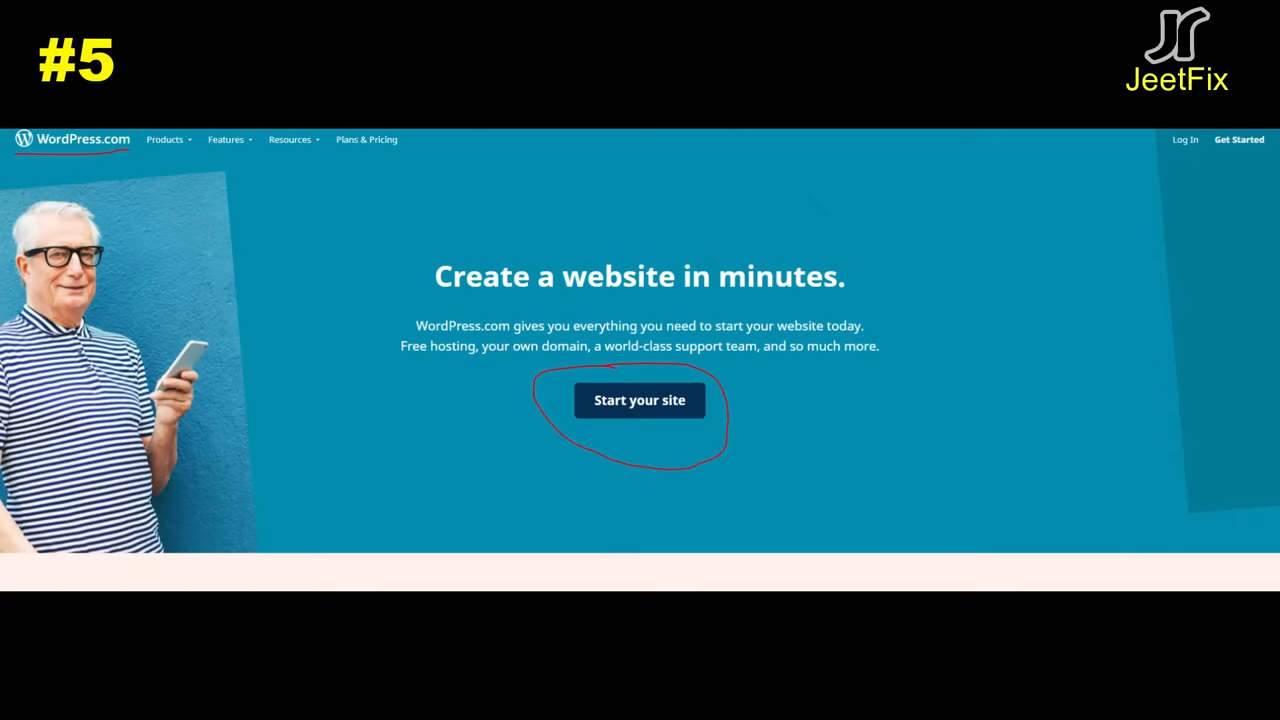 #5
JeetFix
WordPress.com Products Features Resources Plans & Pricing Log In Get Started
Create a website in minutes.
WordPress.com gives you everything you need to start your website today.
Free hosting, your own domain, a world-class support team, and so much more.
Start your site